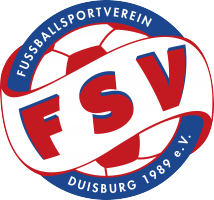 FUSSBALLSPORTVEREIN
FSV
DUISBURG 1989 e.V.